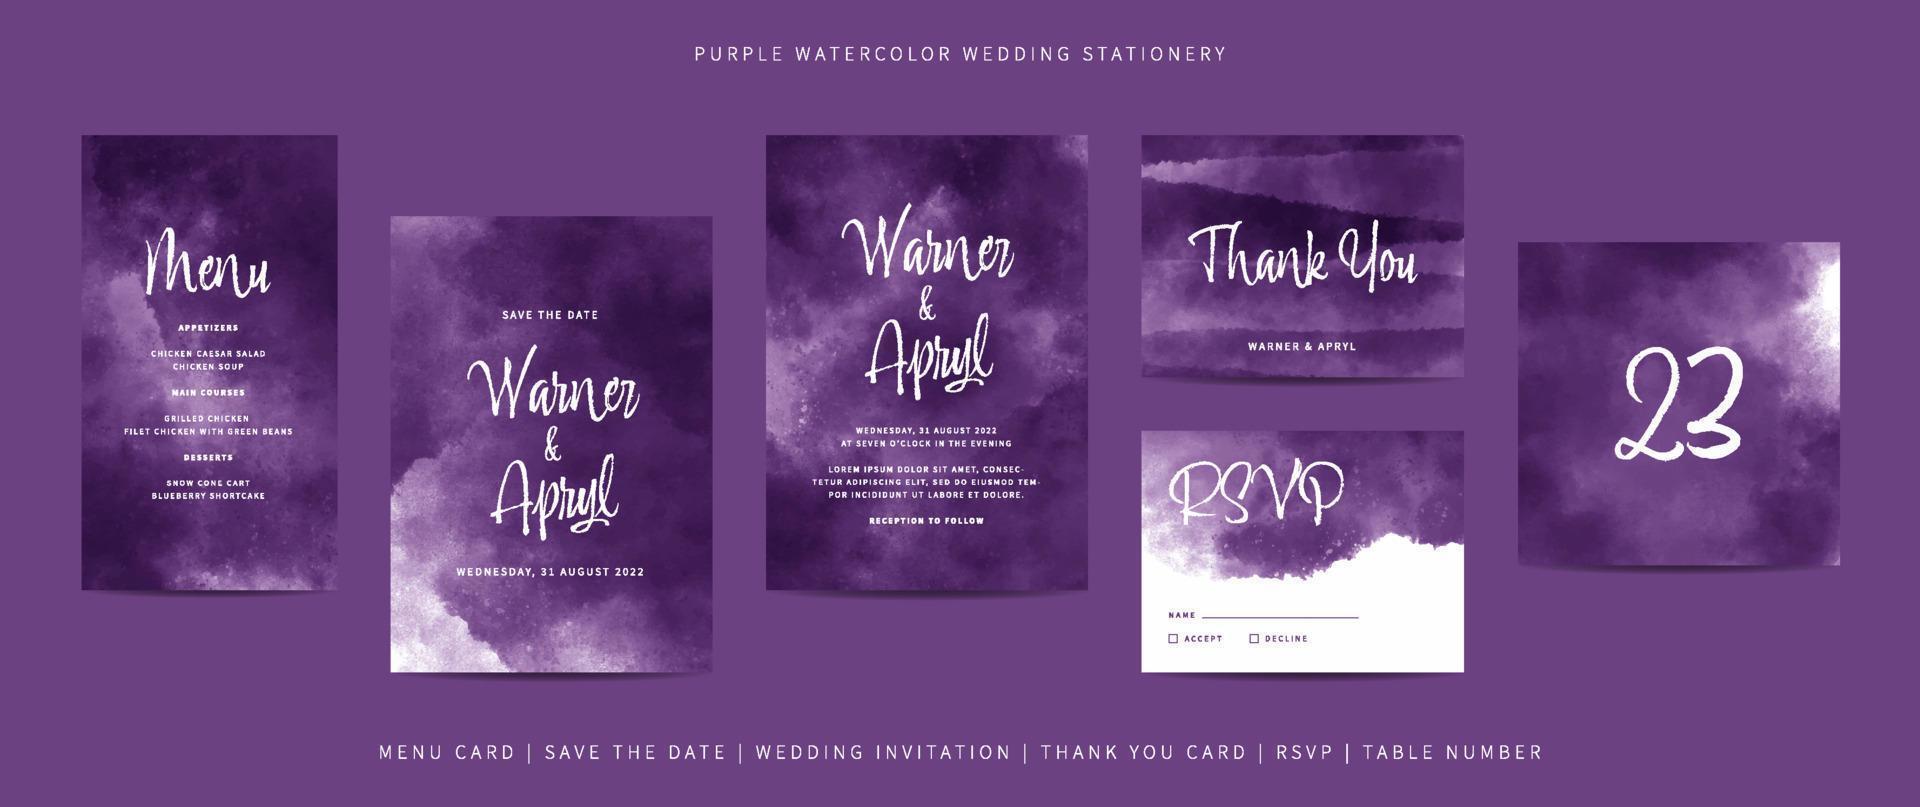 PURPLE WATERCOLOR WEDDING STATIONERY
Menu
APPETIZERS
CHICKEN CAESAR SALAD
CHICKEN SOUP
MAIN COURSES
GRILLED CHICKEN
FILET CHICKEN WITH GREEN BEANS
DESSERTS
SNOW CONE CART
BLUEBERRY SHORTCAKE
SAVE THE DATE
Warner
&
Apryl
WEDNESDAY, 31 AUGUST 2022
Warner
&
Apryl
WEDNESDAY, 31 AUGUST 2022
AT SEVEN O'CLOCK IN THE EVENING
LOREM IPSUM DOLOR SIT AMET, CONSEC-
TETUR ADIPISCING ELIT, SED DO EIUSMOD TEM-
POR INCIDIDUNT UT LABORE ET DOLORE.
RECEPTION TO FOLLOW
Thank You
WARNER & APRYL
RSVP
NAME
ACCEPT DECLINE
23
MENU CARD | SAVE THE DATE | WEDDING INVITATION | THANK YOU CARD | RSVP | TABLE NUMBER